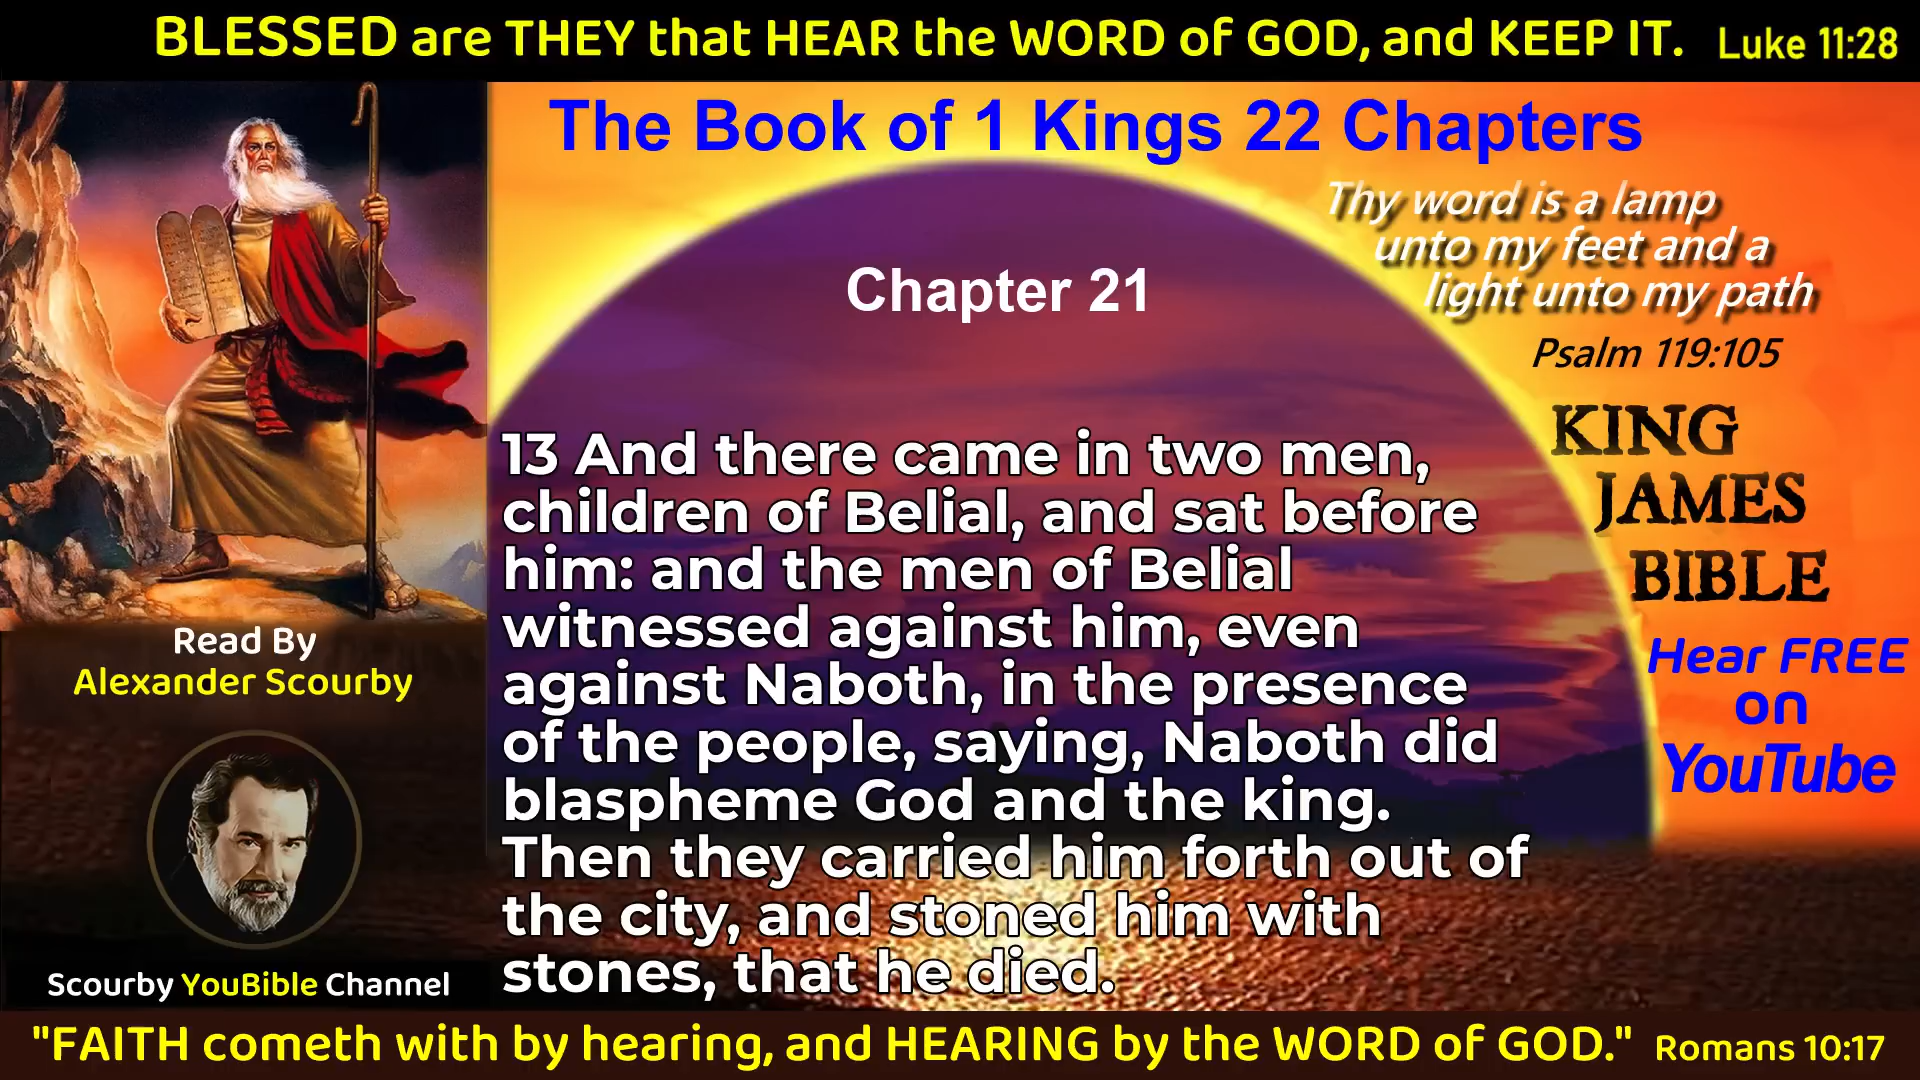 BLESSED are THEY that HEAR the WORD of GOD, and KEEP IT. Luke 11:28
The Book of 1 Kings 22 Chapters
Thy word is a lamp
unto my feet and a
light unto my path
Psalm 119:105
Chapter 21
KING
JAMES
BIBLE
13 And there came in two men,
children of Belial, and sat before
him: and the men of Belial
witnessed against him, even
against Naboth, in the presence
of the people, saying, Naboth did
blaspheme God and the king.
Then they carried him forth out of
the city, and stoned him with
stones, that he died.
Hear FREE
on
YouTube
Read By
Alexander Scourby
Scourby YouBible Channel
"FAITH cometh with by hearing, and HEARING by the WORD of GOD." Romans 10:17